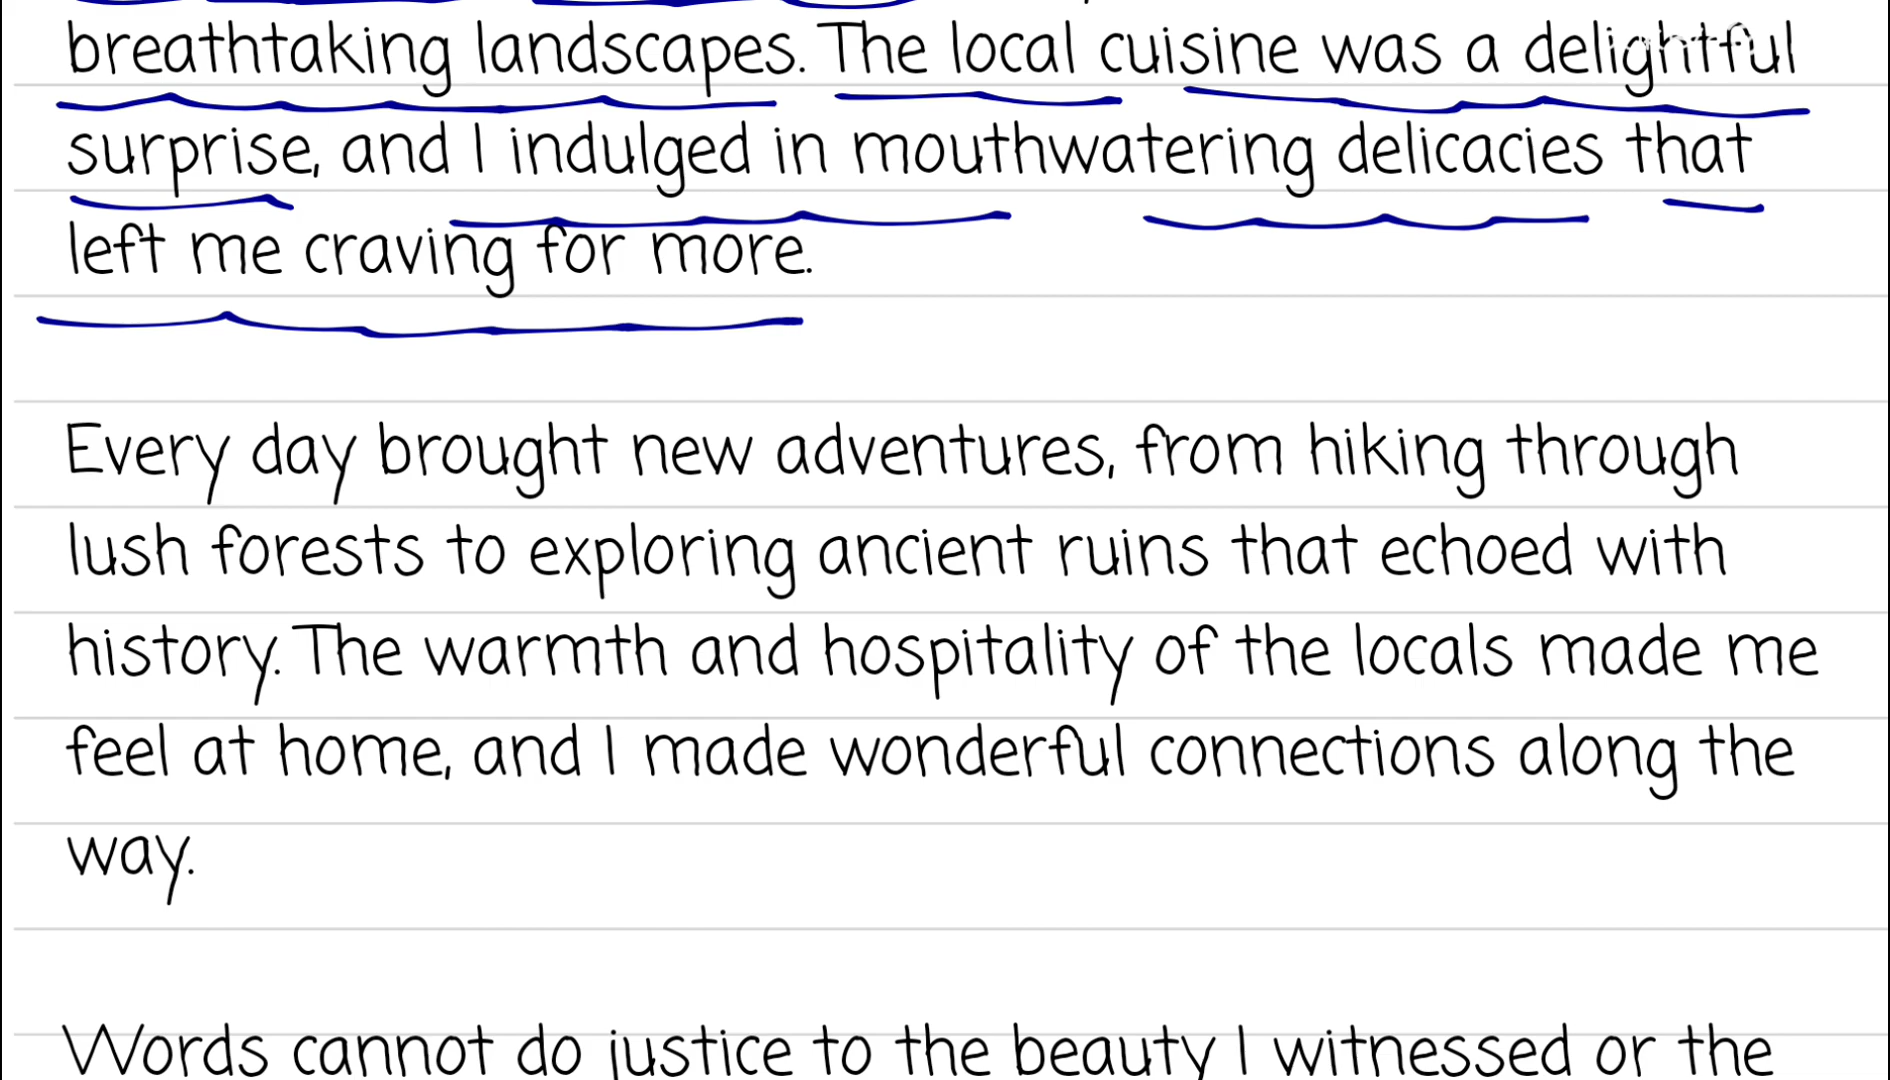 breathtaking landscapes. The local cuisine was a delightful
surprise, and I indulged in mouthwatering delicacies that
left me craving for more.
Every day brought new adventures, from hiking through
lush forests to exploring ancient ruins that echoed with
history. The warmth and hospitality of the locals made me
feel at home, and I made wonderful connections along the
way.
Words cannot do justice to the beauty I witnessed or the